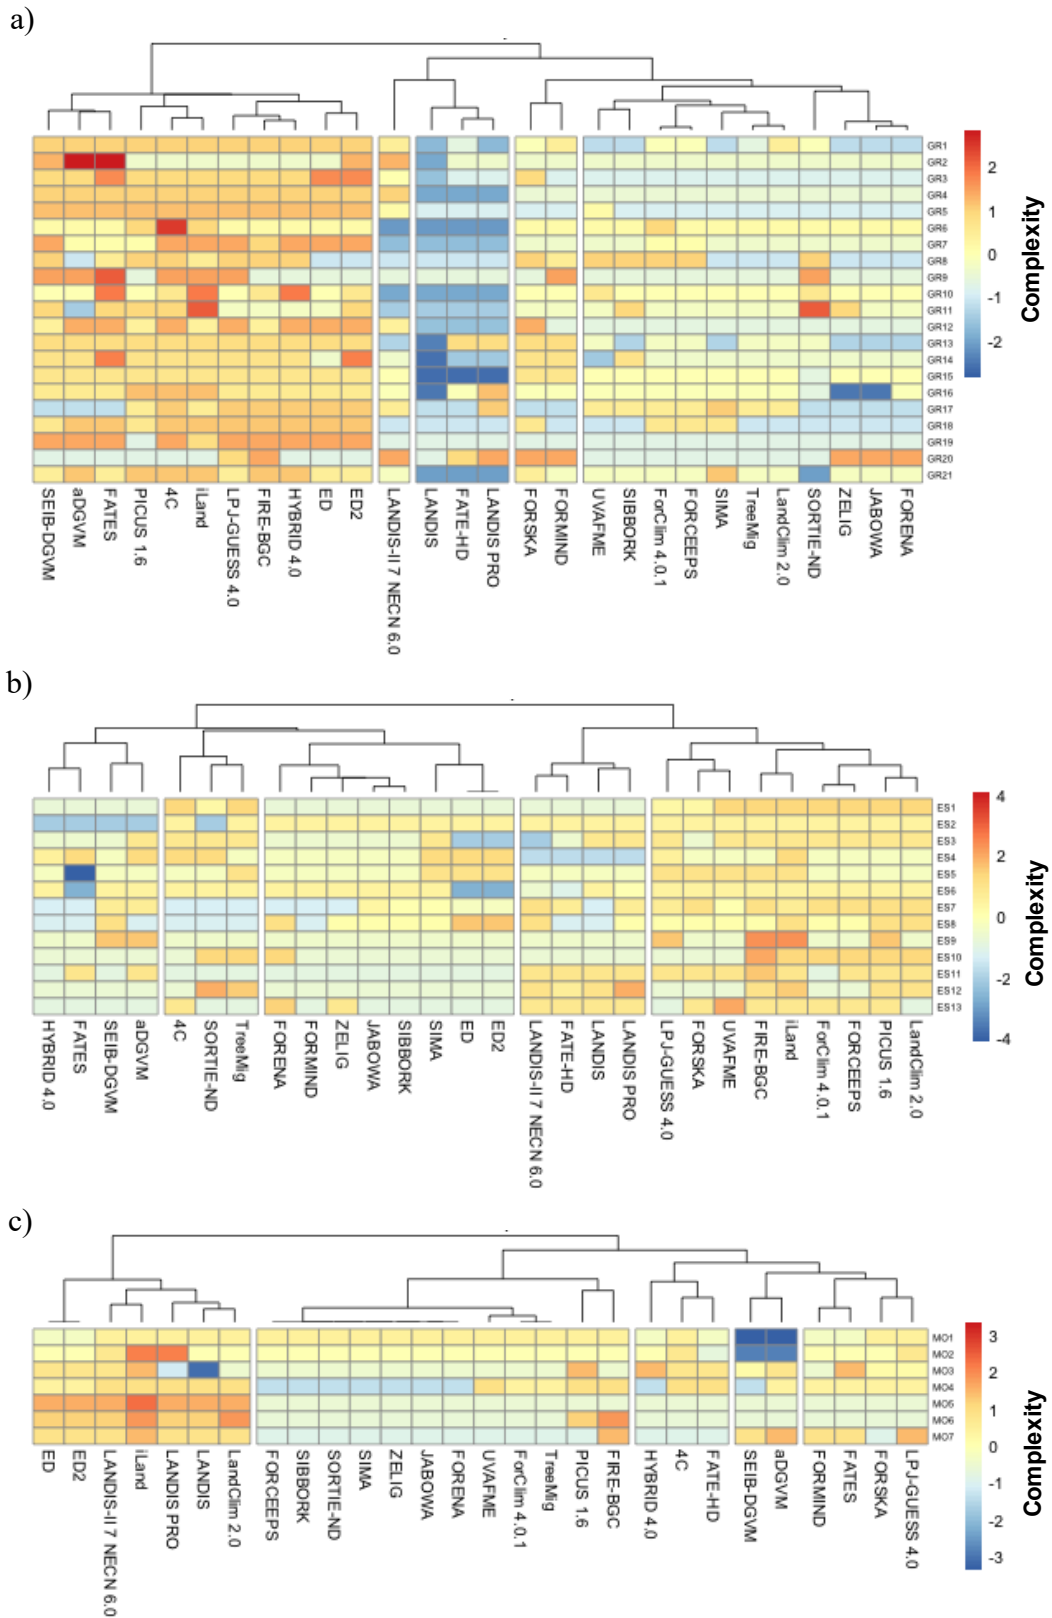 a)
GR1
GR2
GR3
GR4
GR5
GR6
GR7
GR8
GR9
GR10
GR11
GR12
GR13
GR14
GR15
GR16
GR17
GR18
GR19
GR20
GR21
2
1
0
-1
-2
Complexity
SEIB-DGVM
aDGVM
FATES
PICUS 1.6
4C
iLand
LPJ-GUESS 4.0
FIRE-BGC
HYBRID 4.0
ED
ED2
LANDIS-II 7 NECN 6.0
LANDIS
FATE-HD
LANDIS PRO
FORSKA
FORMIND
UVAFME
SIBBORK
ForClim 4.0.1
FORCEEPS
SIMA
TreeMig
LandClim 2.0
SORTIE-ND
ZELIG
JABOWA
FORENA
b)
ES1
ES2
ES3
ES4
ES5
ES6
ES7
ES8
ES9
ES10
ES11
ES12
ES13
4
2
0
-2
-4
Complexity
HYBRID 4.0
FATES
SEIB-DGVM
aDGVM
4C
SORTIE-ND
TreeMig
FORENA
FORMIND
ZELIG
JABOWA
SIBBORK
SIMA
ED
ED2
LANDIS-II 7 NECN 6.0
FATE-HD
LANDIS
LANDIS PRO
LPJ-GUESS 4.0
FORSKA
UVAFME
FIRE-BGC
iLand
ForClim 4.0.1
FORCEEPS
PICUS 1.6
LandClim 2.0
c)
MO1
MO2
MO3
MO4
MO5
MO6
MO7
3
2
1
0
-1
-2
-3
Complexity
ED
ED2
LANDIS-II 7 NECN 6.0
iLand
LANDIS PRO
LANDIS
LandClim 2.0
FORCEEPS
SIBBORK
SORTIE-ND
SIMA
ZELIG
JABOWA
FORENA
UVAFME
ForClim 4.0.1
TreeMig
PICUS 1.6
FIRE-BGC
HYBRID 4.0
4C
FATE-HD
SEIB-DGVM
aDGVM
FORMIND
FATES
FORSKA
LPJ-GUESS 4.0